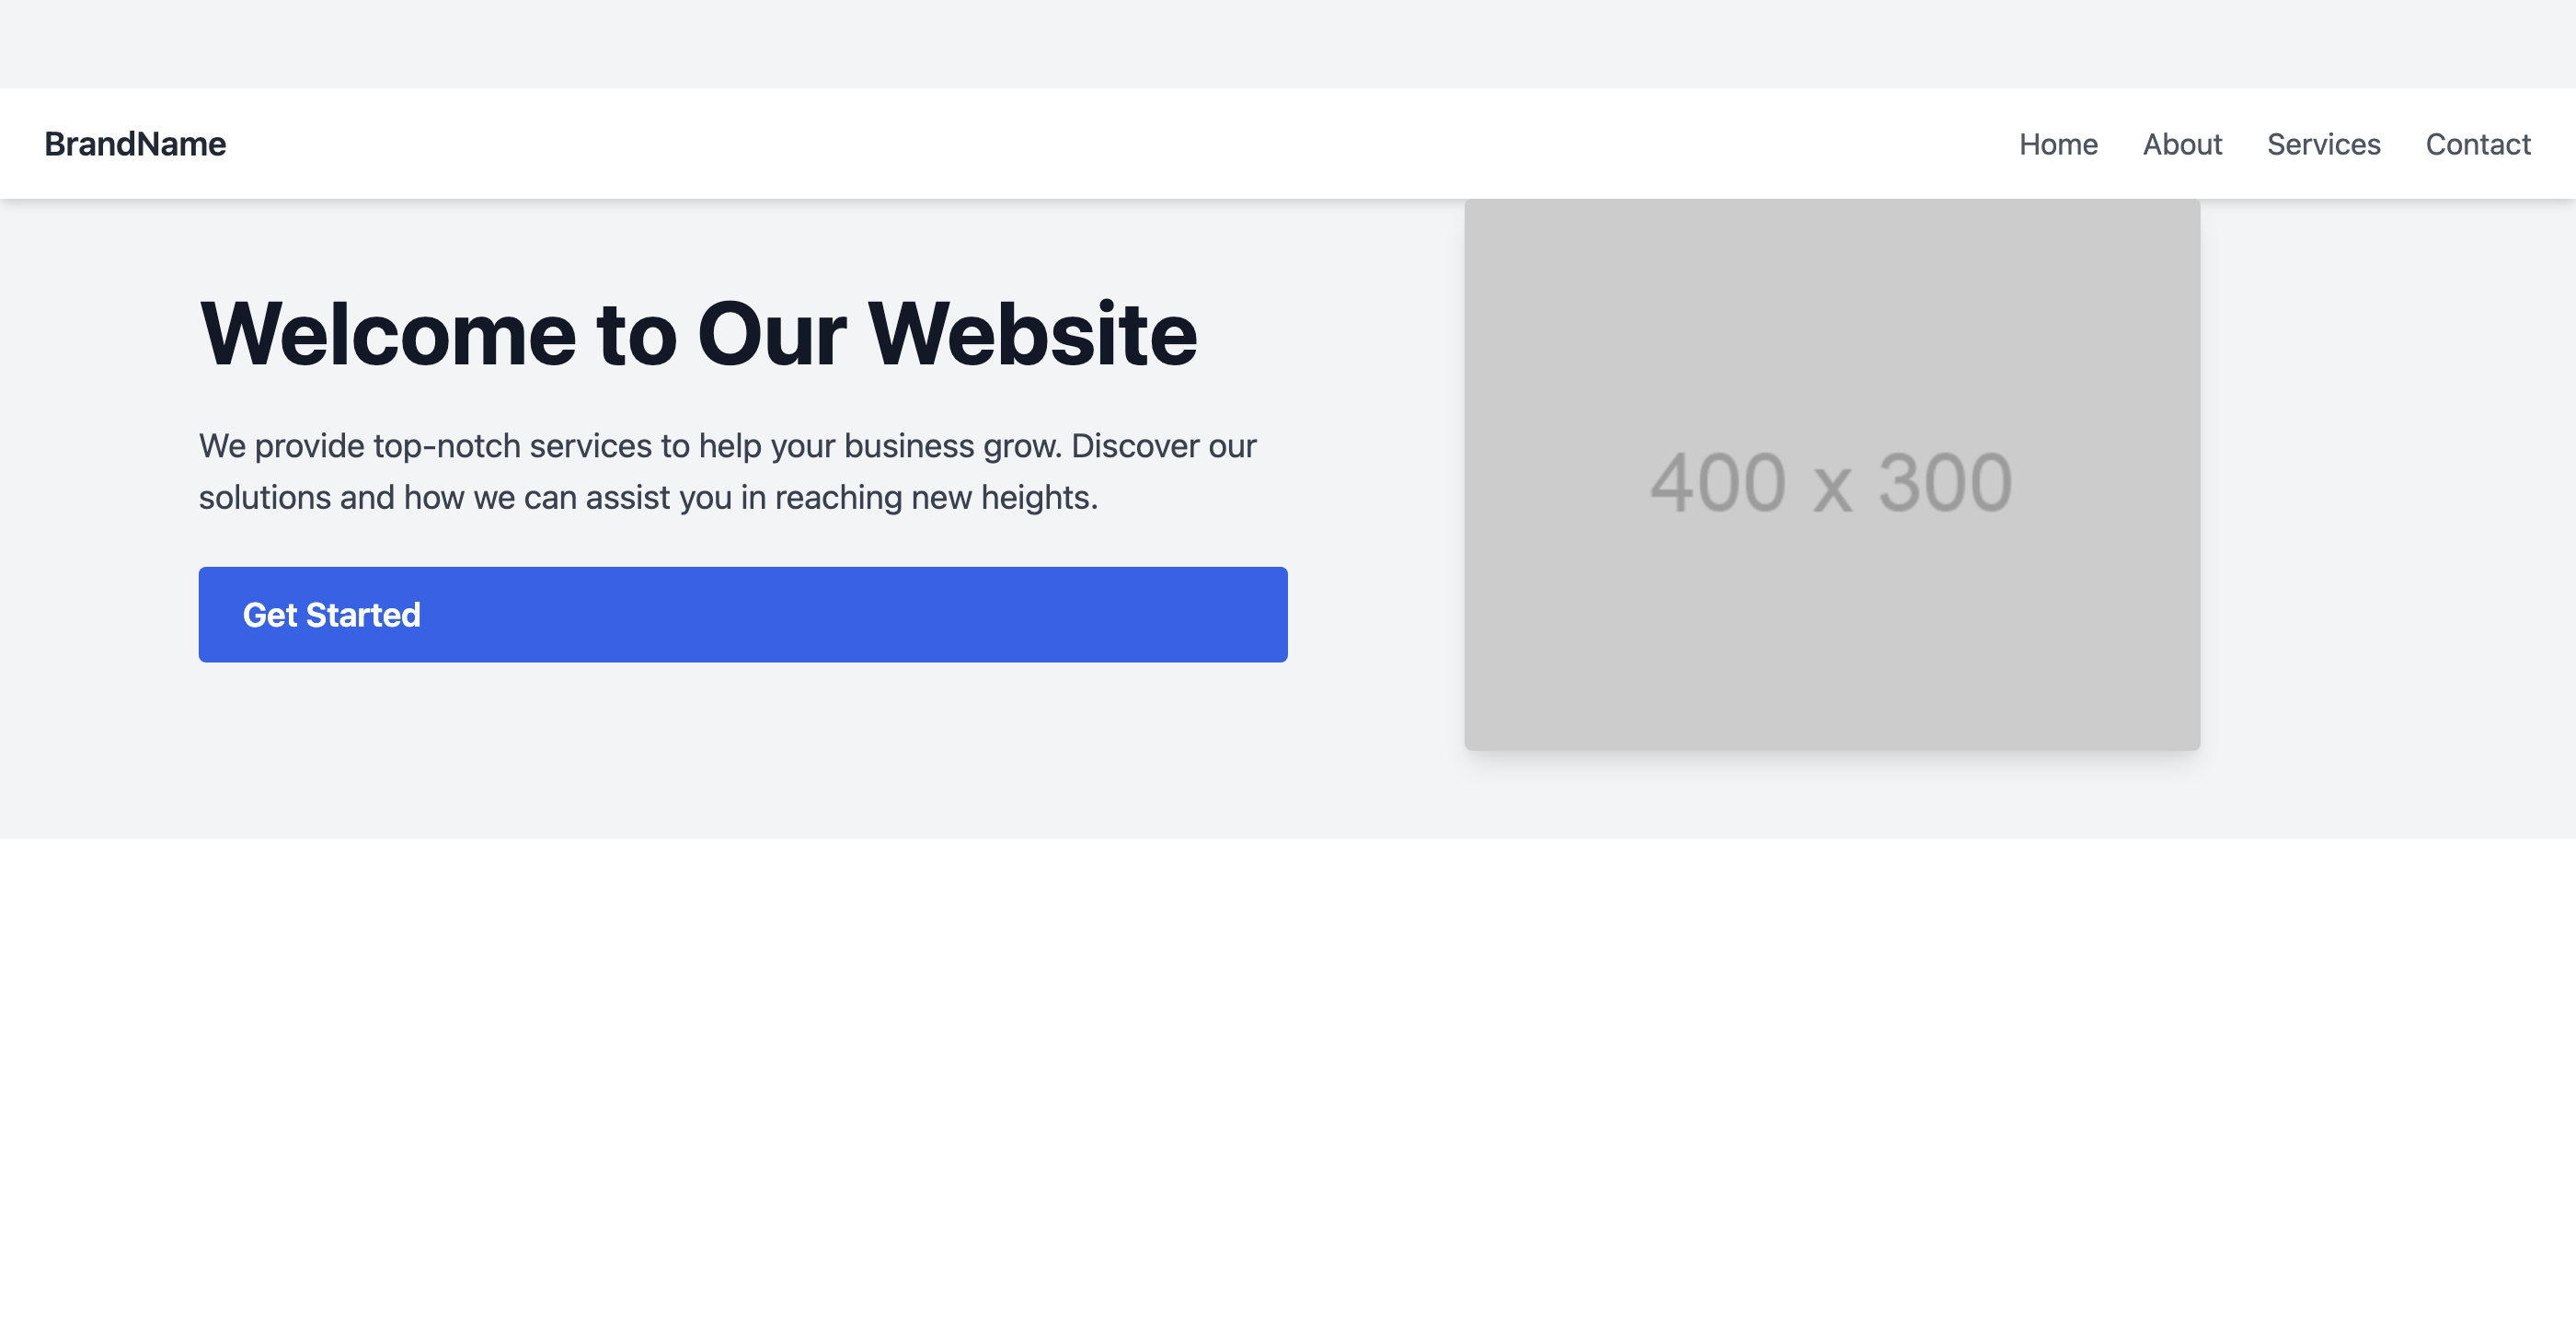 BrandName
Home About Services Contact
Welcome to Our Website
We provide top-notch services to help your business grow. Discover our
solutions and how we can assist you in reaching new heights.
Get Started
400 x 300